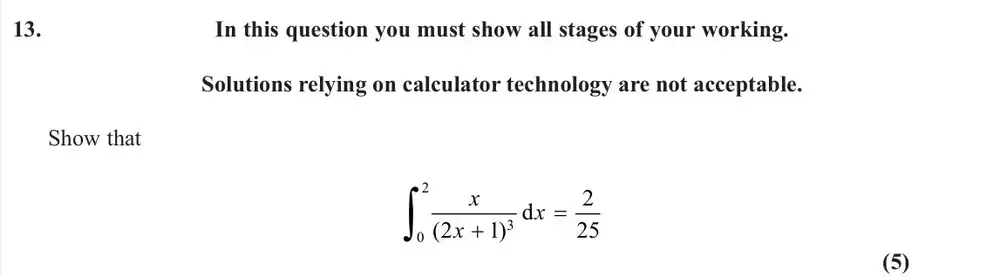 13. In this question you must show all stages of your working.
Solutions relying on calculator technology are not acceptable.
Show that
∫₀² x/(2x + 1)³ dx = 2/25
(5)